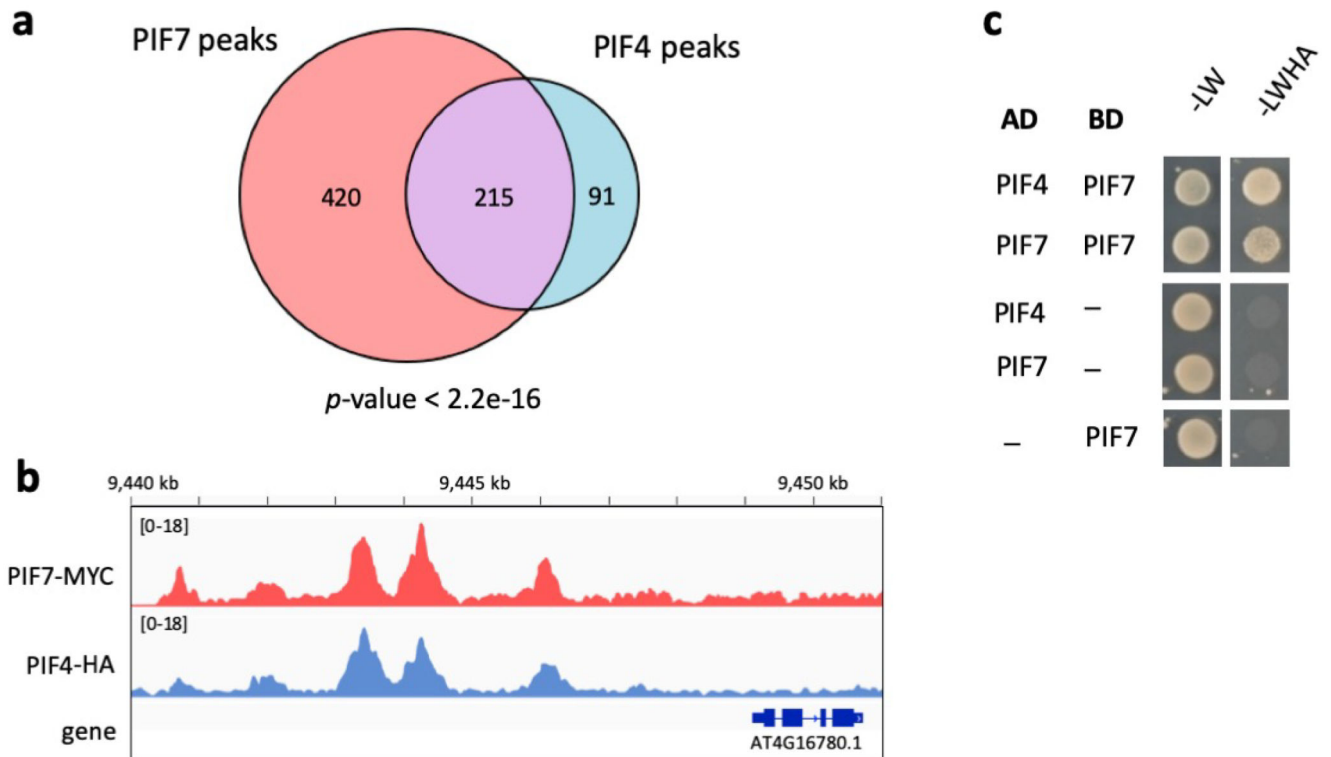 a
PIF7 peaks
PIF4 peaks
420 215 91
p-value < 2.2e-16
b
9,440 kb 9,445 kb 9,450 kb
[0-18]
PIF7-MYC
[0-18]
PIF4-HA
gene
AT4G16780.1
c
-LW -LWHA
AD BD
PIF4 PIF7
PIF7 PIF7
PIF4 –
PIF7 –
– PIF7